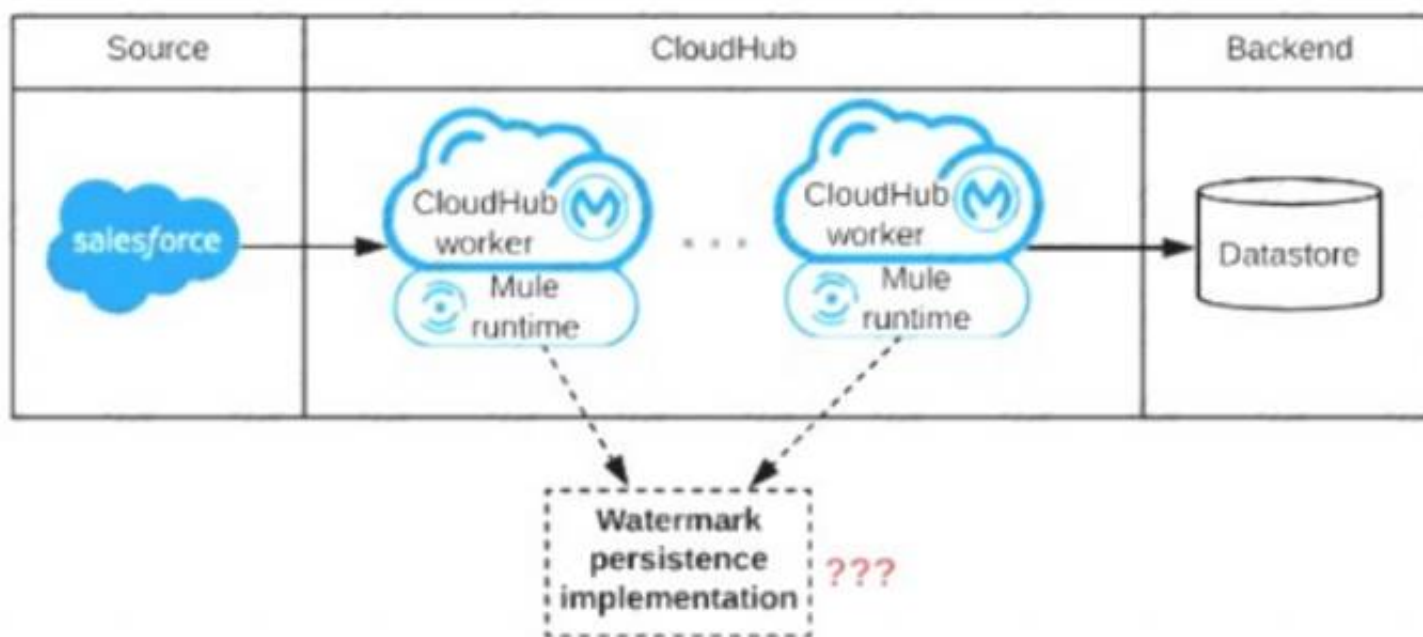 Source
CloudHub
Backend
salesforce
CloudHub
worker
Mule
runtime
CloudHub
worker
Mule
runtime
Datastore
Watermark
persistence
implementation
???